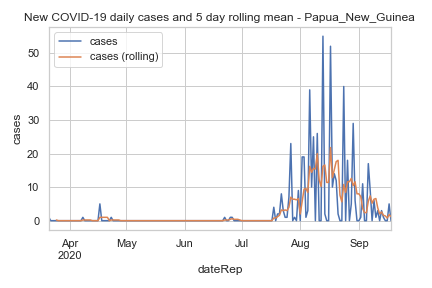 New COVID-19 daily cases and 5 day rolling mean - Papua_New_Guinea
cases
cases (rolling)
50
40
30
20
10
0
cases
Apr
2020
May
Jun
Jul
Aug
Sep
dateRep